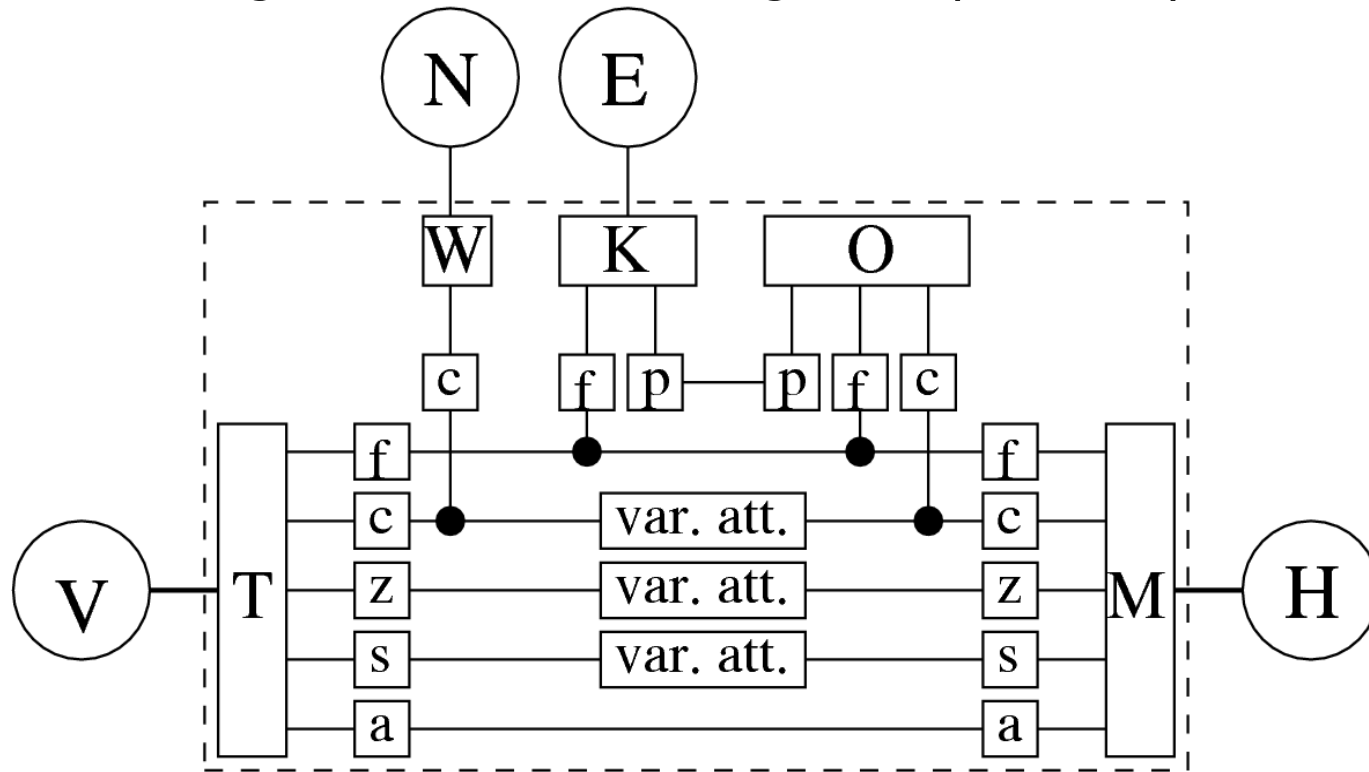 N E
W K O
c f p p f c
f f
c var. att. c
V T z var. att. z M H
s var. att. s
a a